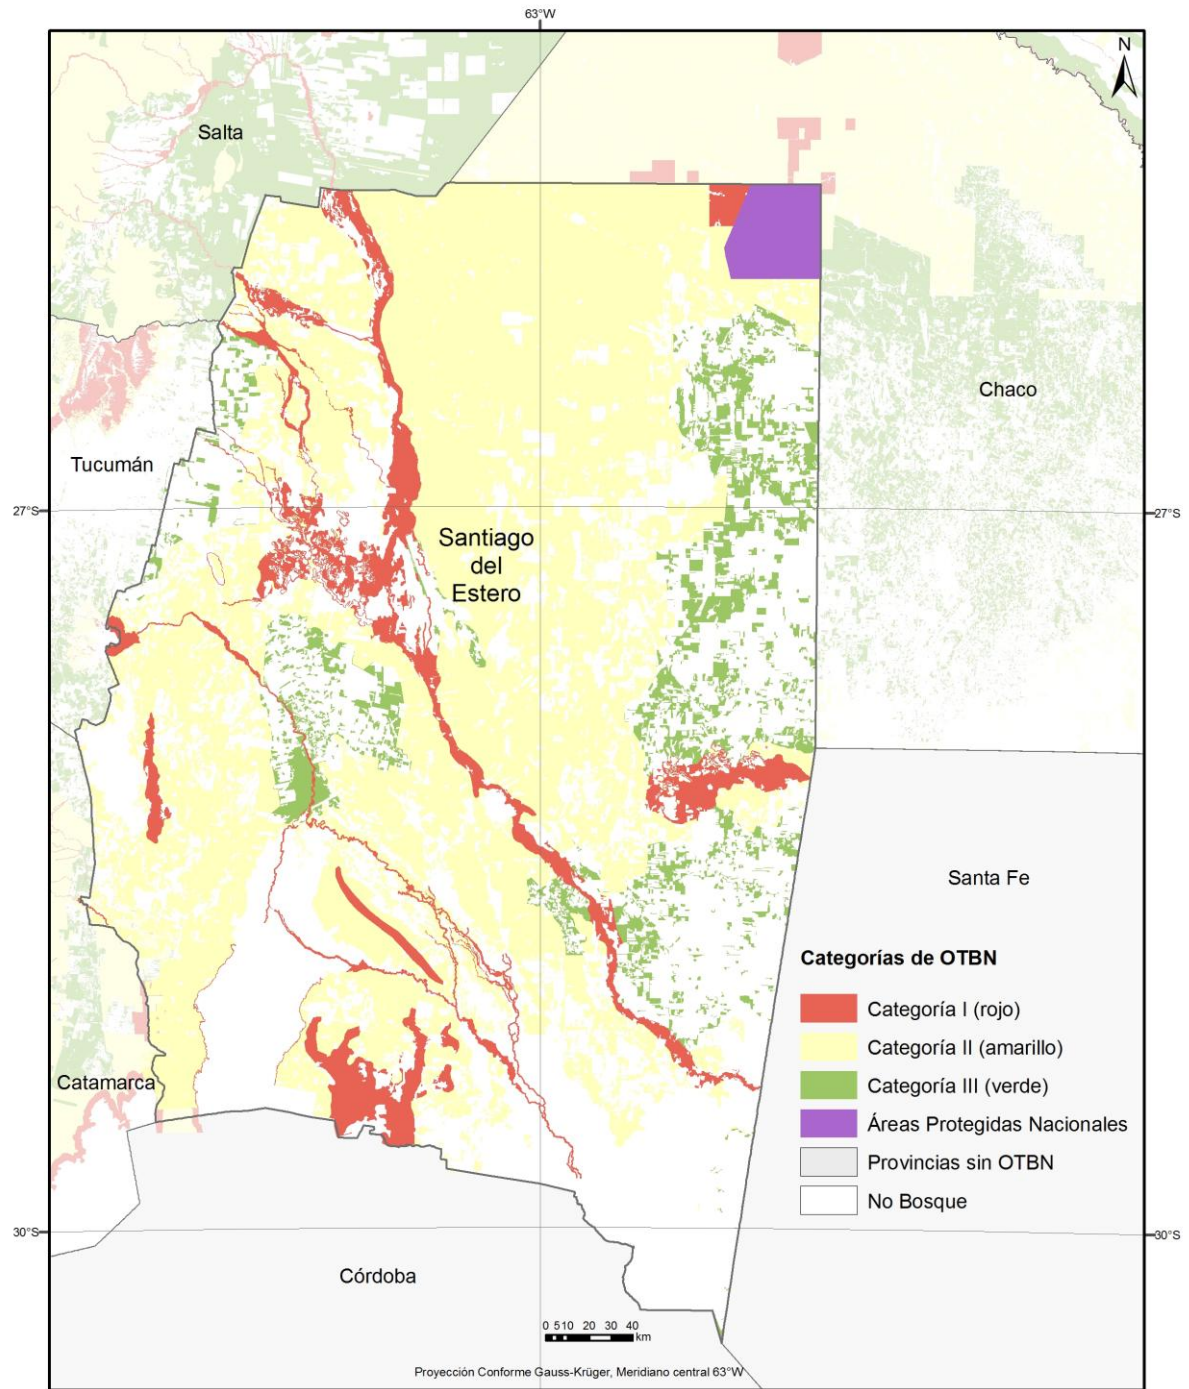 63°W
N
Salta
Chaco
Tucumán
27°S
27°S
Santiago
del
Estero
Santa Fe
Categorías de OTBN
Categoría I (rojo)
Categoría II (amarillo)
Categoría III (verde)
Áreas Protegidas Nacionales
Provincias sin OTBN
No Bosque
Catamarca
30°S
30°S
Córdoba
0 5 10 20 30 40
km
Proyección Conforme Gauss-Krüger, Meridiano central 63°W